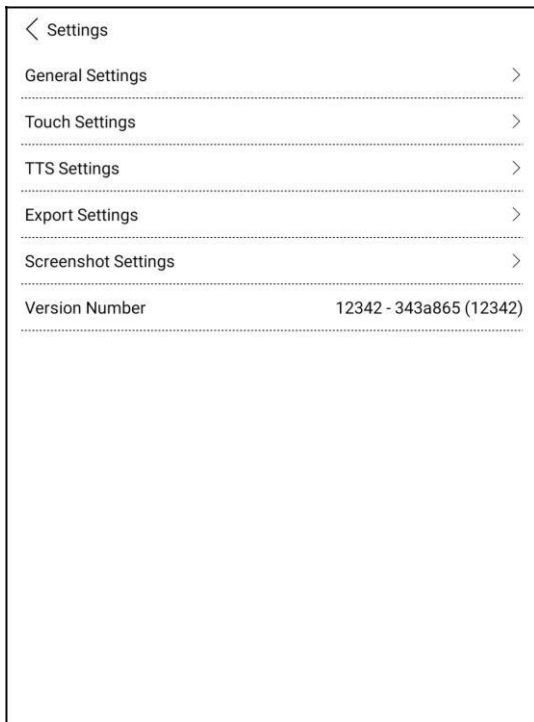 Settings
General Settings
Touch Settings
TTS Settings
Export Settings
Screenshot Settings
Version Number 12342 - 343a865 (12342)